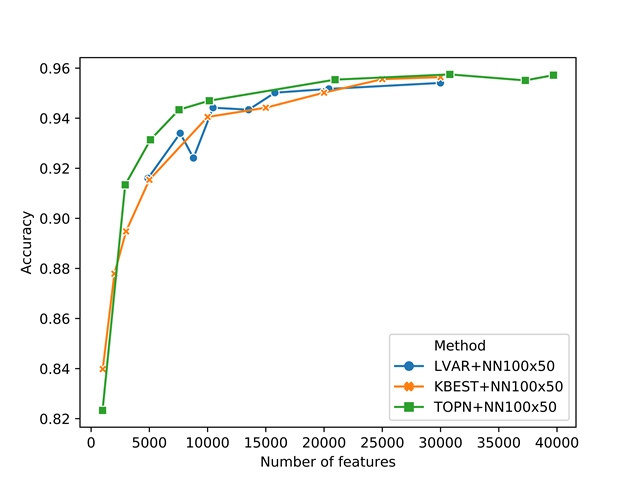 0.96
0.94
0.92
0.90
0.88
0.86
0.84
0.82
Accuracy
0 5000 10000 15000 20000 25000 30000 35000 40000
Number of features
Method
LVAR+NN100x50
KBEST+NN100x50
TOPN+NN100x50